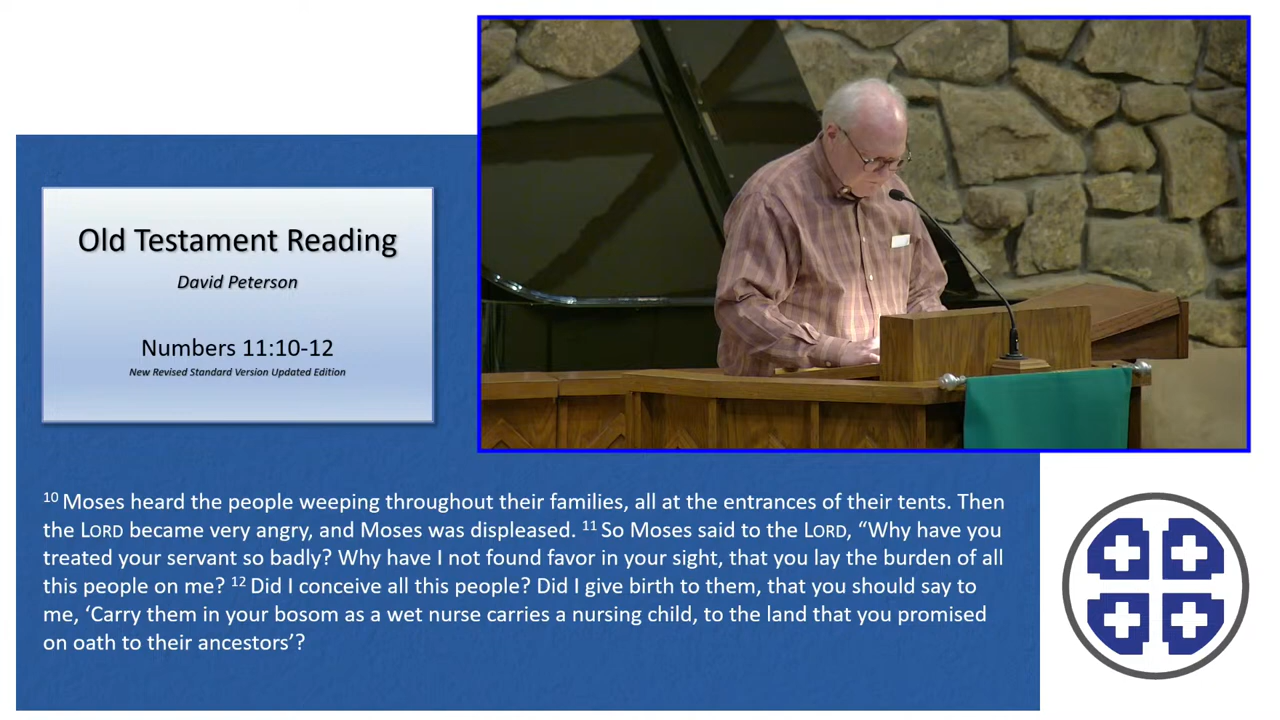 Old Testament Reading
David Peterson
Numbers 11:10-12
New Revised Standard Version Updated Edition
10 Moses heard the people weeping throughout their families, all at the entrances of their tents. Then
the LORD became very angry, and Moses was displeased. 11 So Moses said to the LORD, “Why have you
treated your servant so badly? Why have I not found favor in your sight, that you lay the burden of all
this people on me? 12 Did I conceive all this people? Did I give birth to them, that you should say to
me, ‘Carry them in your bosom as a wet nurse carries a nursing child, to the land that you promised
on oath to their ancestors’?